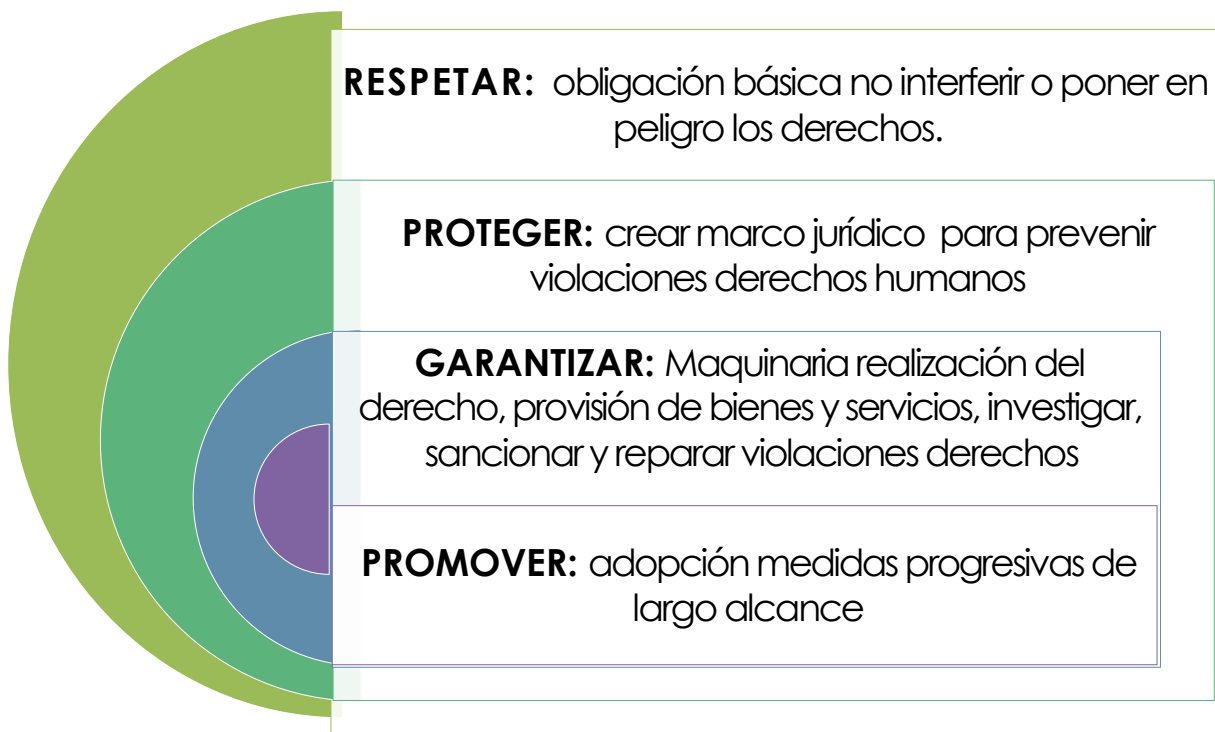 RESPETAR: obligación básica no interferir o poner en
peligro los derechos.
PROTEGER: crear marco jurídico para prevenir
violaciones derechos humanos
GARANTIZAR: Maquinaria realización del
derecho, provisión de bienes y servicios, investigar,
sancionar y reparar violaciones derechos
PROMOVER: adopción medidas progresivas de
largo alcance